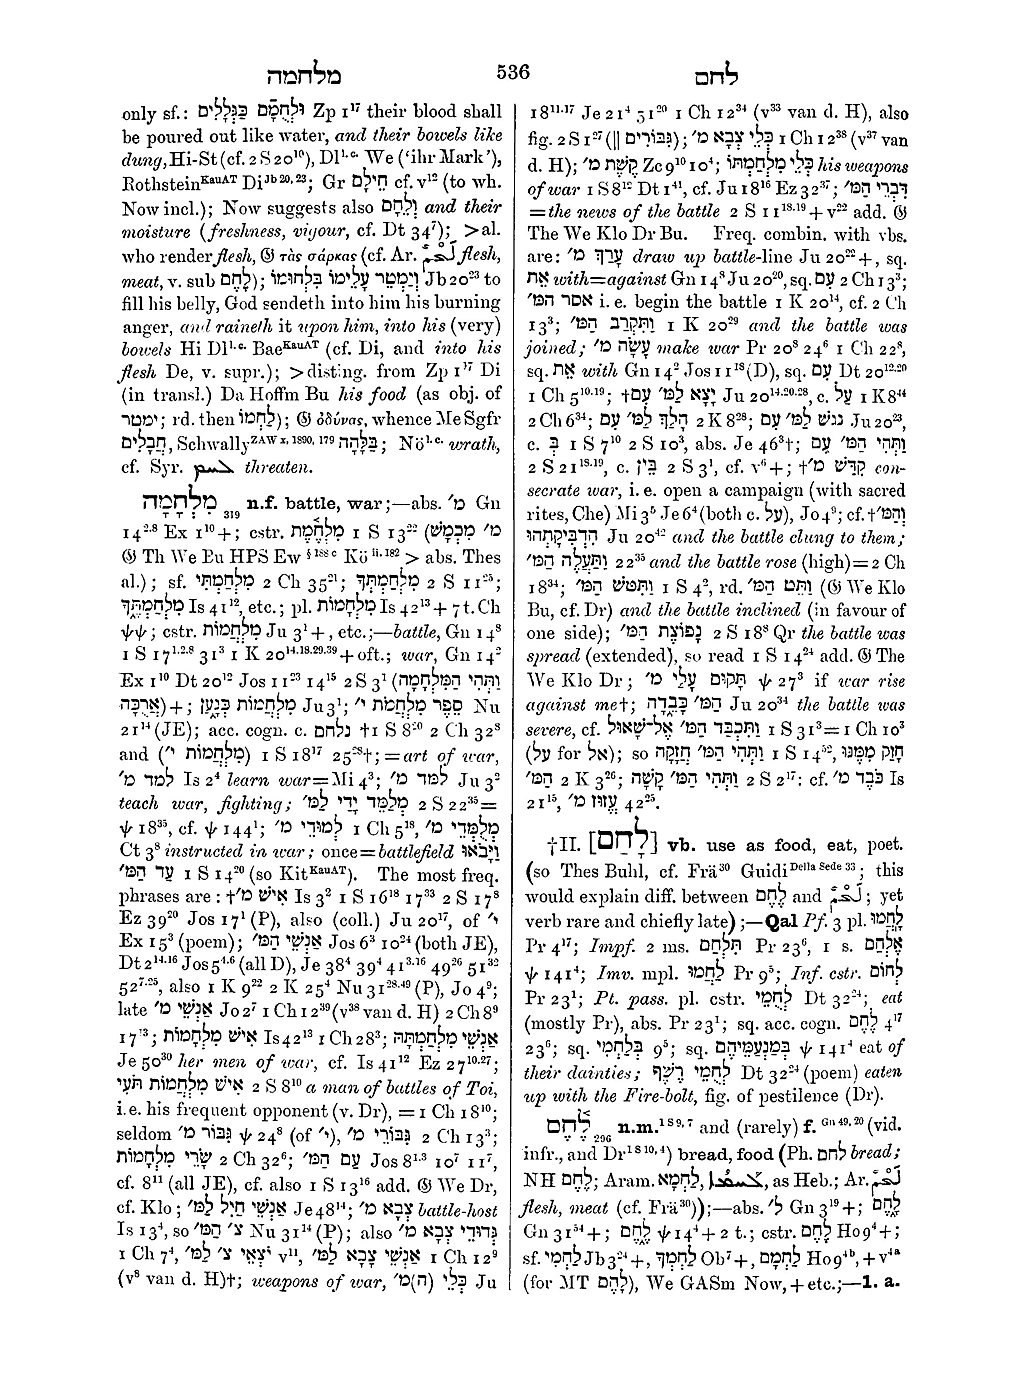 מלחמה 536 לחם
only sf.: וּלְחֻמָּם כַּגְּלָלִים Zp 1¹⁷ their blood shall
be poured out like water, and their bowels like
dung, Hi-St (cf. 2 S 20¹⁰), Dl^l.c. We (‘ihr Mark’),
Rothstein^KauAT Di^Jb 20, 23; Gr חֵילָם cf. v¹² (to wh.
Now incl.); Now suggests also וְלֵחָם and their
moisture (freshness, vigour, cf. Dt 34⁷); > al.
who render flesh, 𝔊 τὰς σάρκας (cf. Ar. لَحْمٌ flesh,
meat, v. sub לֶחֶם); וְיַמְטֵר עָלֵימוֹ בִּלְחוּמוֹ Jb 20²³ to
fill his belly, God sendeth into him his burning
anger, and raineth it upon him, into his (very)
bowels Hi Dl^l.c. Bae^KauAT (cf. Di, and into his
flesh De, v. supr.); > disting. from Zp 1¹⁷ Di
(in transl.) Da Hoffm Bu his food (as obj. of
ימטר; rd. then לַחְמוֹ); 𝔊 ὀδύνας, whence Me Sgfr
חֲבָלִים, Schwally^ZAW x, 1890, 179 בַּלָּהָה; Nö^l.c. wrath,
cf. Syr. threaten.
מִלְחָמָה 319 n.f. battle, war;—abs. מ׳ Gn
14²·⁸ Ex 1¹⁰ +; cstr. מִלְחֶ֫מֶת 1 S 13²² (מ׳ מִכְמָשׂ
𝔊 Th We Eu HPS Ew^§ 188 c Kö^ii. 182 > abs. Thes
al.); sf. מִלְחַמְתִּי 2 Ch 35²¹; מִלְחַמְתְּךָ 2 S 11²⁵;
מִלְחַמְתֶּךָ Is 41¹², etc.; pl. מִלְחָמוֹת Is 42¹³ + 7 t. Ch
ψψ; cstr. מִלְחֲמוֹת Ju 3¹ +, etc.;—battle, Gn 14⁸
1 S 17¹·²·⁸ 31³ 1 K 20¹⁴·¹⁸·²⁹·³⁹ + oft.; war, Gn 14²
Ex 1¹⁰ Dt 20¹² Jos 11²³ 14¹⁵ 2 S 3¹ (וַתְּהִי הַמִּלְחָמָה
אֲרֻכָּה) +; מִלְחֲמוֹת כְּנָעַן Ju 3¹; סֵפֶר מִלְחֲמֹת י׳ Nu
21¹⁴ (JE); acc. cogn. c. נלחם †1 S 8²⁰ 2 Ch 32⁸
and (מִלְחֲמוֹת י׳) 1 S 18¹⁷ 25²⁸†; = art of war,
למד מ׳ Is 2⁴ learn war = Mi 4³; למד מ׳ Ju 3²
teach war, fighting; מְלַמֵּד יָדַי לַמּ׳ 2 S 22³⁵ =
ψ 18³⁵, cf. ψ 144¹; לִמּוּדֵי מ׳ 1 Ch 5¹⁸, מְלֻמְּדֵי מ׳
Ct 3⁸ instructed in war; once = battlefield וַיָּבֹאוּ
עַד הַמּ׳ 1 S 14²⁰ (so Kit^KauAT). The most freq.
phrases are: †אִישׁ מ׳ Is 3² 1 S 16¹⁸ 17³³ 2 S 17⁸
Ez 39²⁰ Jos 17¹ (P), also (coll.) Ju 20¹⁷, of י׳
Ex 15³ (poem); אַנְשֵׁי הַמּ׳ Jos 6³ 10²⁴ (both JE),
Dt 2¹⁴·¹⁶ Jos 5⁴·⁶ (all D), Je 38⁴ 39⁴ 41³·¹⁶ 49²⁶ 51³²
52⁷·²⁵, also 1 K 9²² 2 K 25⁴ Nu 31²⁸·⁴⁹ (P), Jo 4⁹;
late אַנְשֵׁי מ׳ Jo 2⁷ 1 Ch 12³⁹ (v³⁸ van d. H) 2 Ch 8⁹
17¹³; אִישׁ מִלְחָמוֹת Is 42¹³ 1 Ch 28³; אַנְשֵׁי מִלְחַמְתָּהּ
Je 50³⁰ her men of war, cf. Is 41¹² Ez 27¹⁰·²⁷;
אִישׁ מִלְחֲמוֹת תֹּעִי 2 S 8¹⁰ a man of battles of Toi,
i.e. his frequent opponent (v. Dr), = 1 Ch 18¹⁰;
seldom גִּבּוֹר מ׳ ψ 24⁸ (of י׳), גִּבּוֹרֵי מ׳ 2 Ch 13³;
שָׂרֵי מִלְחָמוֹת 2 Ch 32⁶; עַם הַמּ׳ Jos 8¹·³ 10⁷ 11⁷,
cf. 8¹¹ (all JE), cf. also 1 S 13¹⁶ add. 𝔊 We Dr,
cf. Klo; אַנְשֵׁי חַיִל לַמּ׳ Je 48¹⁴; צְבָא מ׳ battle-host
Is 13⁴, so צ׳ הַמּ׳ Nu 31¹⁴ (P); also גְּדוּדֵי צְבָא מ׳
1 Ch 7⁴, יֹצְאֵי צ׳ לַמּ׳ v¹¹, אַנְשֵׁי צָבָא לַמּ׳ 1 Ch 12⁹
(v⁸ van d. H)†; weapons of war, כְּלֵי (ה)מ׳ Ju
18¹¹·¹⁷ Je 21⁴ 51²⁰ 1 Ch 12³⁴ (v³³ van d. H), also
fig. 2 S 1²⁷ (|| גִּבּוֹרִים); כְּלֵי צְבָא מ׳ 1 Ch 12³⁸ (v³⁷ van
d. H); קֶשֶׁת מ׳ Zc 9¹⁰ 10⁴; כְּלֵי מִלְחַמְתּוֹ his weapons
of war 1 S 8¹² Dt 1⁴¹, cf. Ju 18¹⁶ Ez 32²⁷; דִּבְרֵי הַמּ׳
= the news of the battle 2 S 11¹⁸·¹⁹ + v²² add. 𝔊
The We Klo Dr Bu. Freq. combin. with vbs.
are: עָרַךְ מ׳ draw up battle-line Ju 20²² +, sq.
אֵת with = against Gn 14⁸ Ju 20²⁰, sq. עִם 2 Ch 13³;
אסר הַמּ׳ i. e. begin the battle 1 K 20¹⁴, cf. 2 Ch
13³; וַתִּקְרַב הַמּ׳ 1 K 20²⁹ and the battle was
joined; עָשָׂה מ׳ make war Pr 20⁸ 24⁶ 1 Ch 22⁸,
sq. אֵת with Gn 14² Jos 11¹⁸ (D), sq. עִם Dt 20¹²·²⁰
1 Ch 5¹⁰·¹⁹; †יָצָא לַמּ׳ עִם Ju 20¹⁴·²⁰·²⁸, c. עַל 1 K 8⁴⁴
2 Ch 6³⁴; הָלַךְ לַמּ׳ עִם 2 K 8²⁸; נגשׁ לַמּ׳ עִם Ju 20²³,
c. בְּ 1 S 7¹⁰ 2 S 10³, abs. Je 46³†; וַתְּהִי הַמּ׳ עִם
2 S 21¹⁸·¹⁹, c. בֵּין 2 S 3¹, cf. v⁶ +; †קִדֵּשׁ מ׳ con-
secrate war, i. e. open a campaign (with sacred
rites, Che) Mi 3⁵ Je 6⁴ (both c. עַל), Jo 4⁹; cf. †וְהַמּ׳
הִדְבִּיקָתְהוּ Ju 20⁴² and the battle clung to them;
וַתַּעֲלֶה הַמּ׳ 22³⁵ and the battle rose (high) = 2 Ch
18³⁴; וַתִּטֹּשׁ הַמּ׳ 1 S 4², rd. וַתֵּט הַמּ׳ (𝔊 We Klo
Bu, cf. Dr) and the battle inclined (in favour of
one side); נָפוֹצֶת הַמּ׳ 2 S 18⁸ Qr the battle was
spread (extended), so read 1 S 14²⁴ add. 𝔊 The
We Klo Dr; תָּקוּם עָלַי מ׳ ψ 27³ if war rise
against me†; הַמּ׳ כָּבֵדָה Ju 20³⁴ the battle was
severe, cf. וַתִּכְבַּד הַמּ׳ אֶל־שָׁאוּל 1 S 31³ = 1 Ch 10³
(עַל for אֶל); so וַתְּהִי הַמּ׳ חֲזָקָה 1 S 14⁵², חָזַק מִמֶּנּוּ
הַמּ׳ 2 K 3²⁶; וַתְּהִי הַמּ׳ קָשָׁה 2 S 2¹⁷: cf. כֹּבֶד מ׳ Is
21¹⁵, עֱזוּז מ׳ 42²⁵.
†II. [לָחַם] vb. use as food, eat, poet.
(so Thes Buhl, cf. Frä³⁰ Guidi^Della Sede 33; this
would explain diff. between לֶחֶם and لَحْمٌ; yet
verb rare and chiefly late);—Qal Pf. 3 pl. לָחֲמוּ
Pr 4¹⁷; Impf. 2 ms. תִּלְחַם Pr 23⁶, 1 s. אֶלְחַם
ψ 141⁴; Imv. mpl. לַחֲמוּ Pr 9⁵; Inf. cstr. לִחוֹם
Pr 23¹; Pt. pass. pl. cstr. לְחֻמֵי Dt 32²⁴; eat
(mostly Pr), abs. Pr 23¹; sq. acc. cogn. לֶחֶם 4¹⁷
23⁶; sq. בְּלַחְמִי 9⁵; sq. בְּמַנְעַמֵּיהֶם ψ 141⁴ eat of
their dainties; לְחֻמֵי רֶשֶׁף Dt 32²⁴ (poem) eaten
up with the Fire-bolt, fig. of pestilence (Dr).
לֶ֫חֶם 296 n.m.^1 S 9, 7 and (rarely) f. ^Gn 49, 20 (vid.
infr., and Dr^1 S 10, 4) bread, food (Ph. לחם bread;
NH לֶחֶם; Aram. לַחְמָא, ܠܰܚܡܳܐ, as Heb.; Ar. لَحْمٌ
flesh, meat (cf. Frä³⁰));—abs. ל׳ Gn 3¹⁹ +; לָחֶם
Gn 31⁵⁴ +; לֶחֶם ψ 14⁴ + 2 t.; cstr. לֶחֶם Ho 9⁴ +;
sf. לַחְמִי Jb 3²⁴ +, לַחְמְךָ Ob⁷ +, לַחְמָם Ho 9⁴ᵇ, + v⁴ᵃ
(for MT לָהֶם), We GASm Now, + etc.;—1. a.